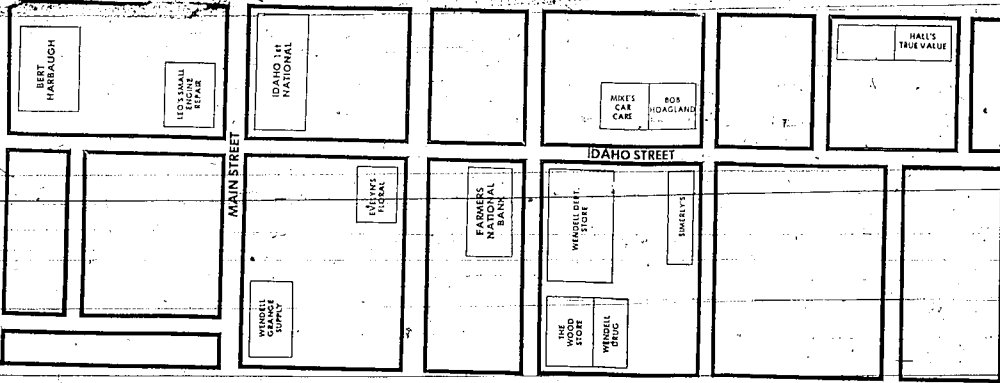 BERT
HARBAUGH
LEO'S SMALL
ENGINE
REPAIR
IDAHO 1st
NATIONAL
MIKE'S
CAR
CARE
BOB
HOAGLAND
HALL'S
TRUE VALUE
MAIN STREET
IDAHO STREET
EVELYN'S
FLORAL
FARMERS
NATIONAL
BANK
WENDELL DEPT.
STORE
SIMERLY'S
WENDELL
GRANGE
SUPPLY
THE
WOOD
STORE
WENDELL
DRUG